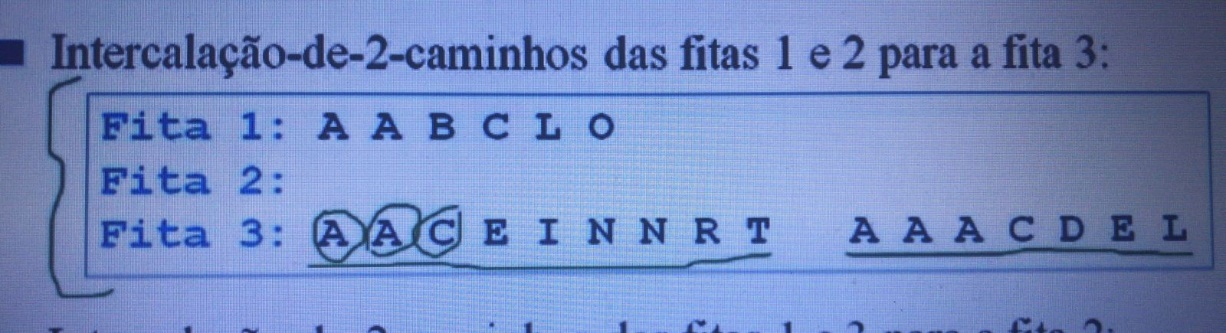 Intercalação-de-2-caminhos das fitas 1 e 2 para a fita 3:
Fita 1: A A B C L O
Fita 2:
Fita 3: A A C E I N N R T A A A C D E L